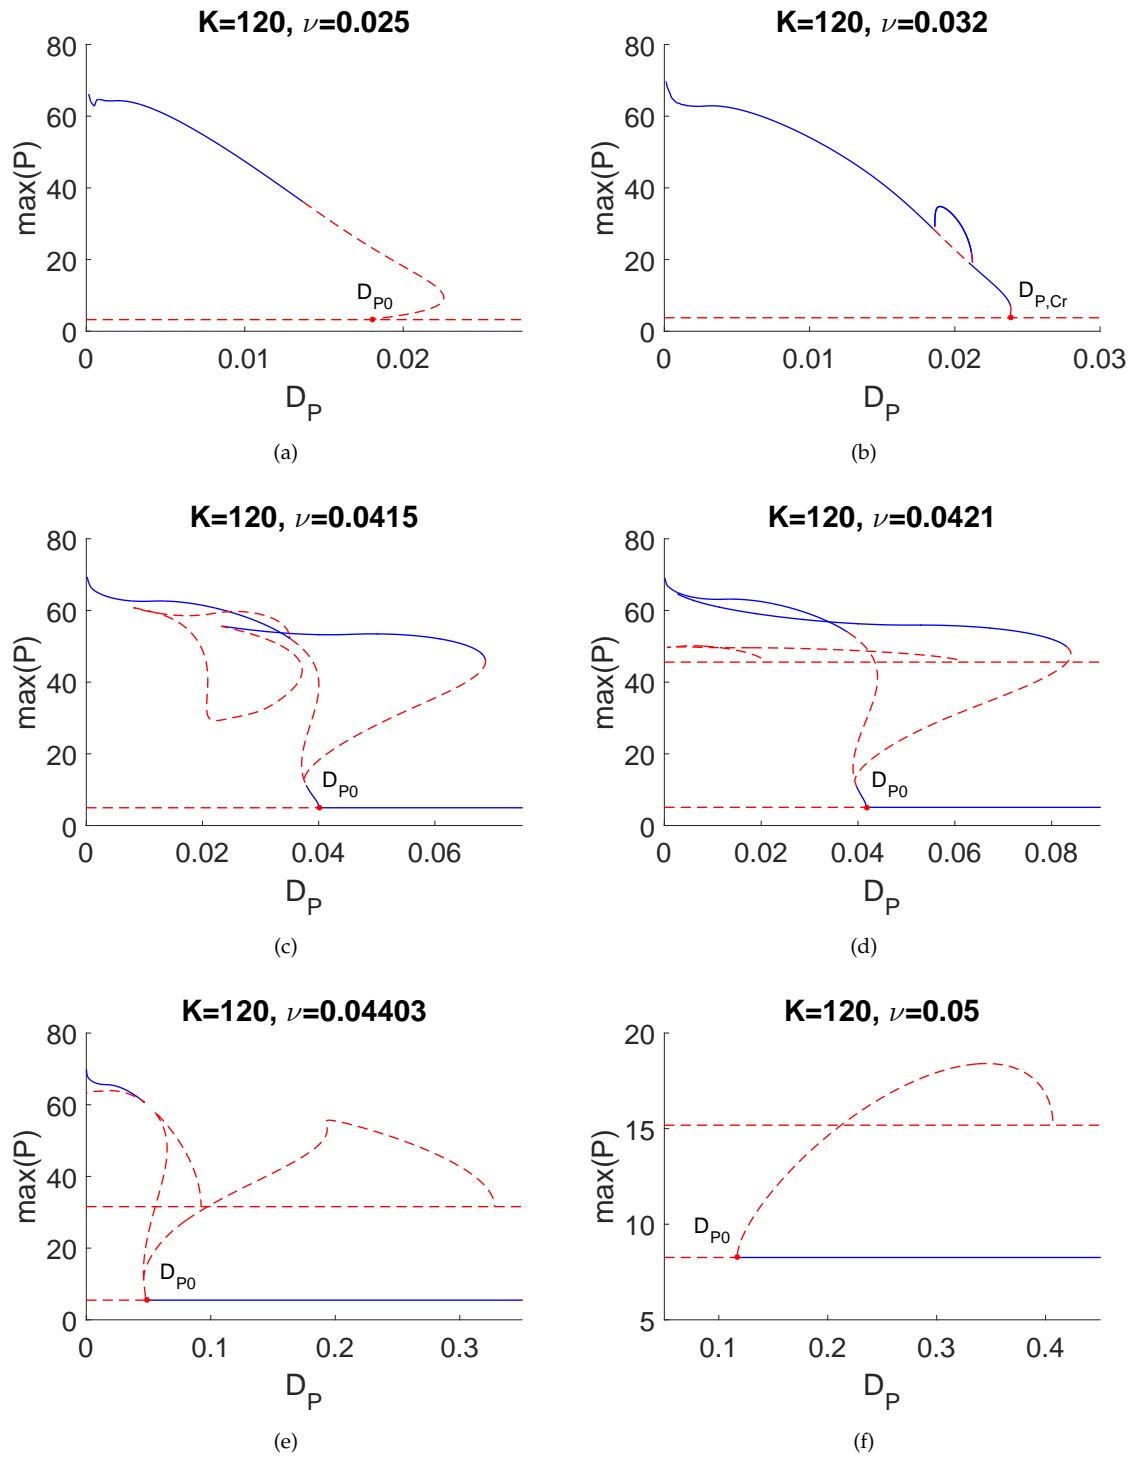 K=120, ν=0.025
80
60
40
20
0
max(P)
D_P0
0
0.01
0.02
D_P
(a)
K=120, ν=0.032
80
60
40
20
0
max(P)
D_P,Cr
0
0.01
0.02
0.03
D_P
(b)
K=120, ν=0.0415
80
60
40
20
0
max(P)
D_P0
0
0.02
0.04
0.06
D_P
(c)
K=120, ν=0.0421
80
60
40
20
0
max(P)
D_P0
0
0.02
0.04
0.06
0.08
D_P
(d)
K=120, ν=0.04403
80
60
40
20
0
max(P)
D_P0
0
0.1
0.2
0.3
D_P
(e)
K=120, ν=0.05
20
15
10
5
max(P)
D_P0
0.1
0.2
0.3
0.4
D_P
(f)